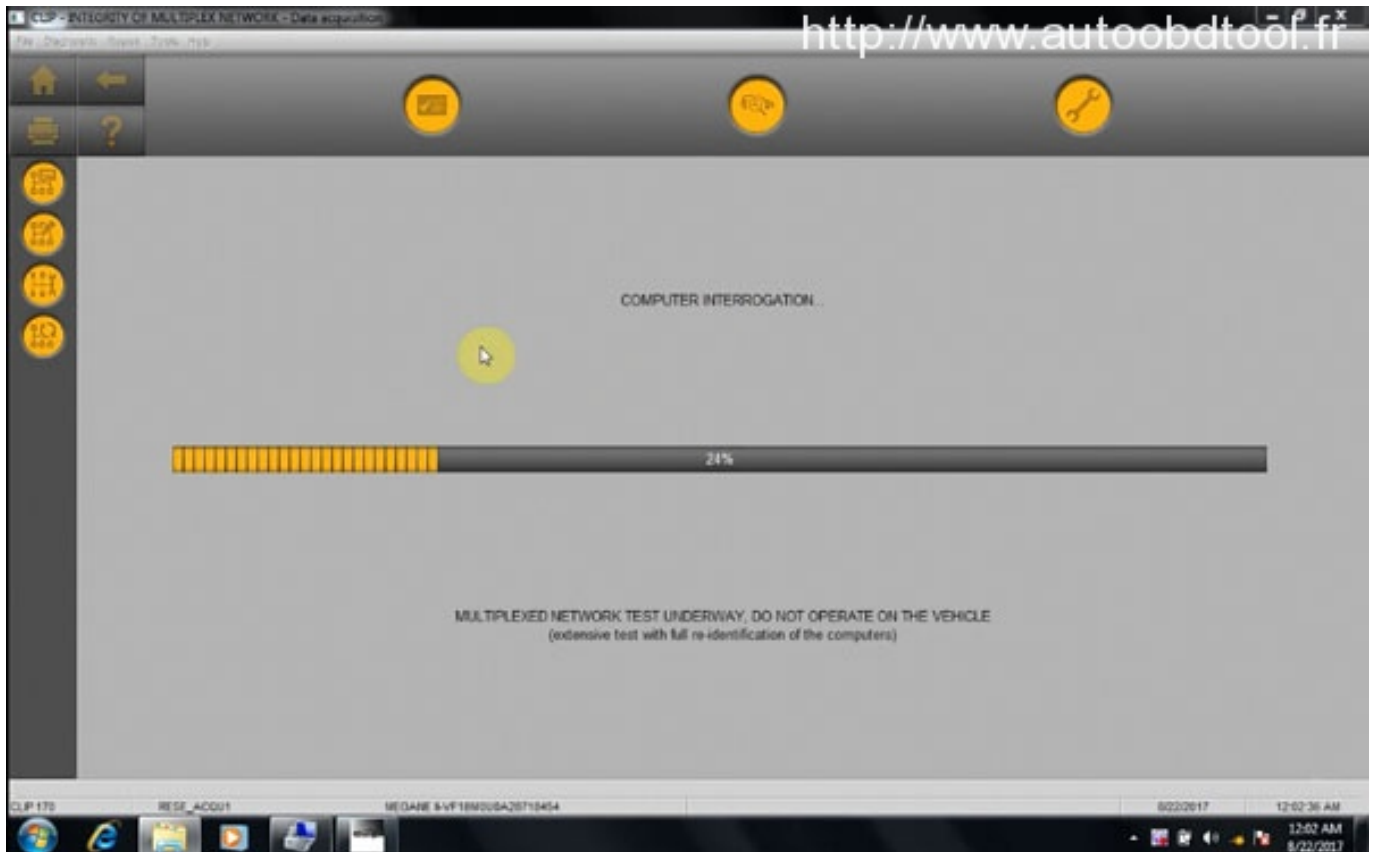 CLIP - INTEGRITY OF MULTIPLEX NETWORK - Data acquisition
http://www.autoobdtool.fr
COMPUTER INTERROGATION...
24%
MULTIPLEXED NETWORK TEST UNDERWAY, DO NOT OPERATE ON THE VEHICLE
(extensive test with full re-identification of the computers)
CLIP 170 RESE_ACQU1 MEGANE II 8/22/2017 12:02:36 AM
12:02 AM
8/22/2017